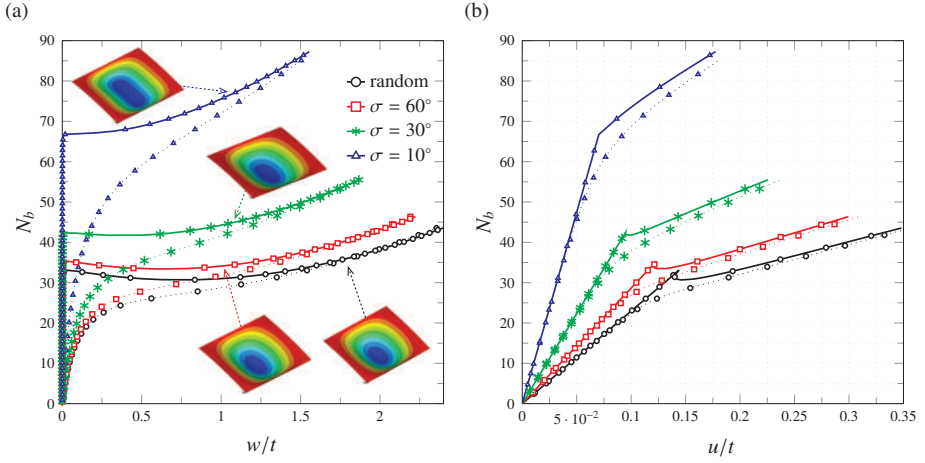 (a)
(b)
90
80
70
60
50
40
30
20
10
0
N_b
0
0.5
1
1.5
2
w/t
random
σ = 60°
σ = 30°
σ = 10°
90
80
70
60
50
40
30
20
10
0
N_b
0
5 · 10⁻²
0.1
0.15
0.2
0.25
0.3
0.35
u/t